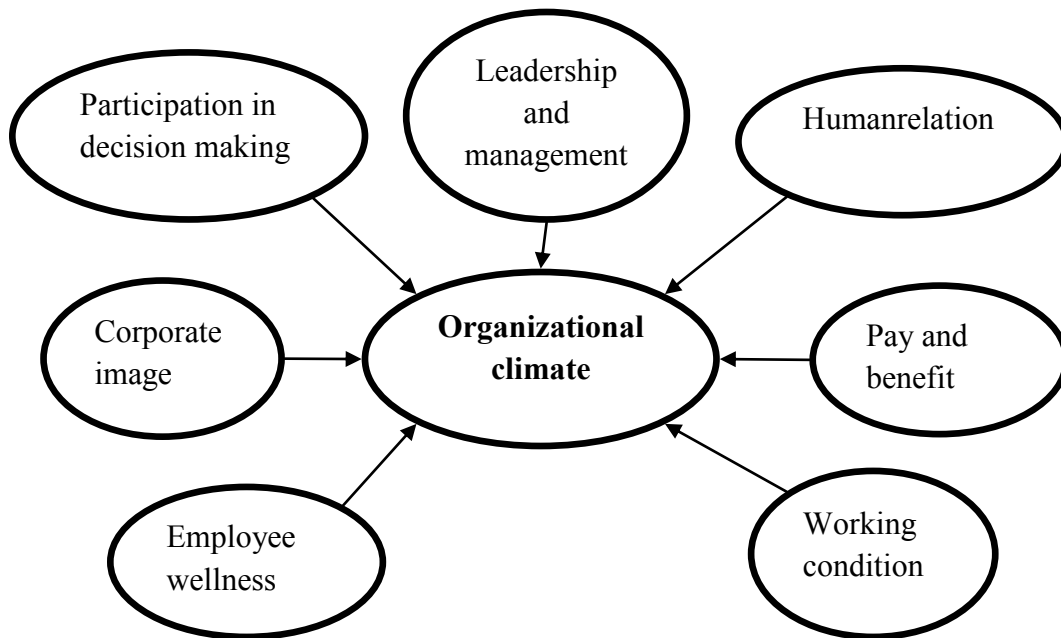 Participation in
decision making
Leadership
and
management
Humanrelation
Corporate
image
Organizational
climate
Pay and
benefit
Employee
wellness
Working
condition